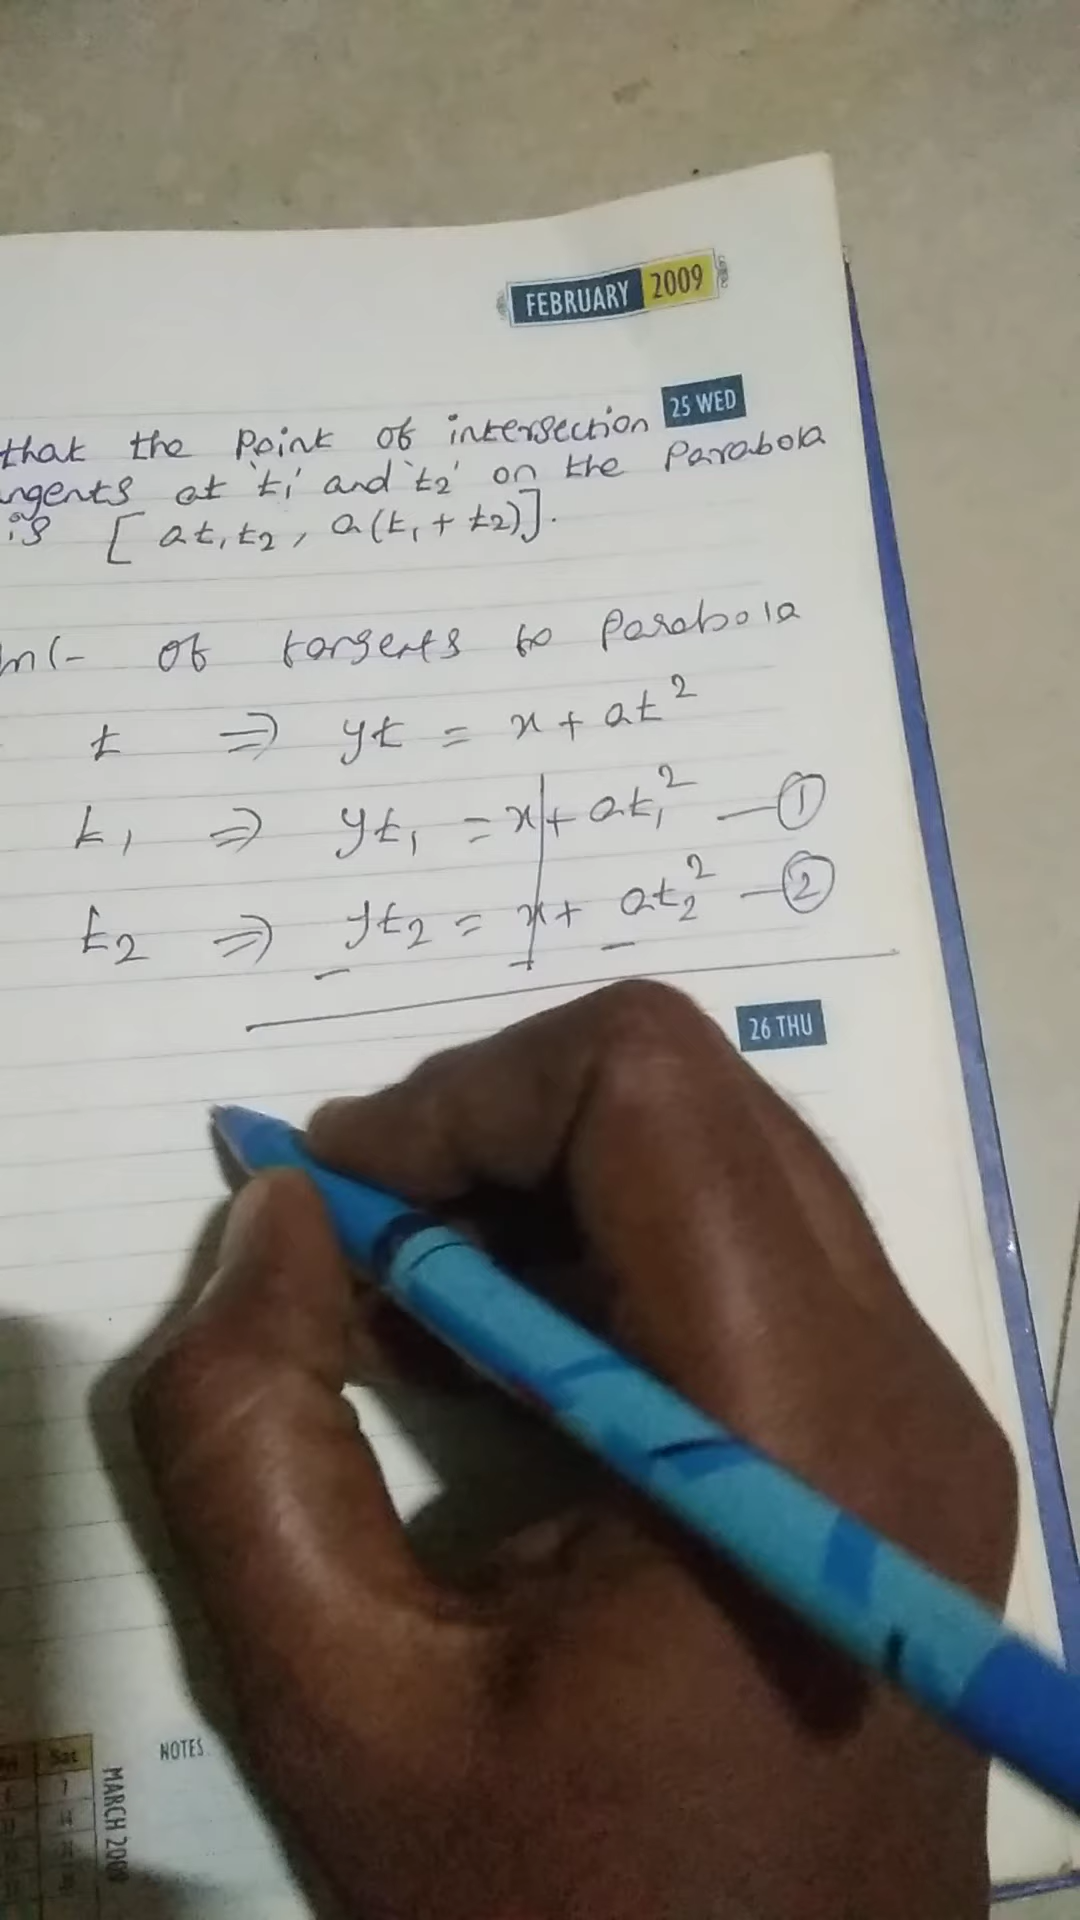 FEBRUARY 2009
25 WED
that the Point of intersection
ngents at 't1' and 't2' on the Parabola
is [at1t2, a(t1+t2)].
of tangents to Parabola
t ⇒ yt = x + at²
t1 ⇒ yt1 = x + at1² — ①
t2 ⇒ yt2 = x + at2² — ②
— — —
26 THU
NOTES
Sat
7
14
MARCH 2009